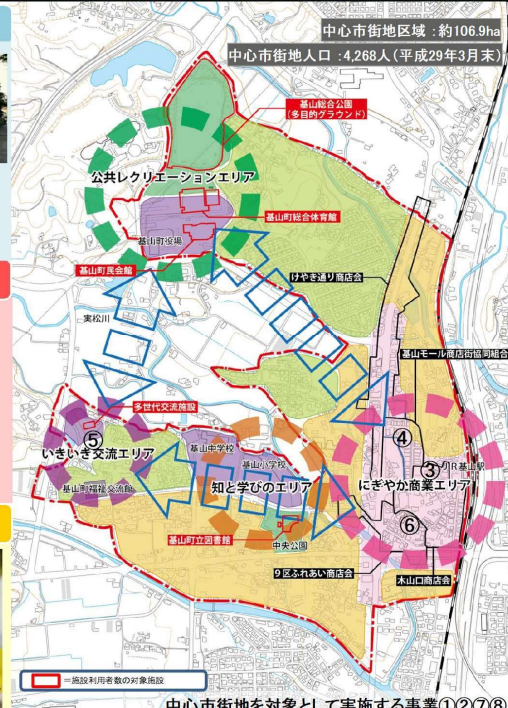 中心市街地区域：約106.9ha
中心市街地人口：4,268人（平成29年3月末）
基山総合公園
（多目的グラウンド）
公共レクリエーションエリア
基山町総合体育館
基山町役場
基山町民会館
けやき通り商店会
実松川
基山モール商店街協同組合
多世代交流施設
⑤
いきいき交流エリア
基山町福祉交流館
基山中学校
基山小学校
知と学びのエリア
④
③
JR基山駅
にぎやか商業エリア
⑥
基山町立図書館
中央公園
9区ふれあい商店会
木山口商店会
＝施設利用者数の対象施設
中心市街地を対象として実施する事業①②⑦⑧